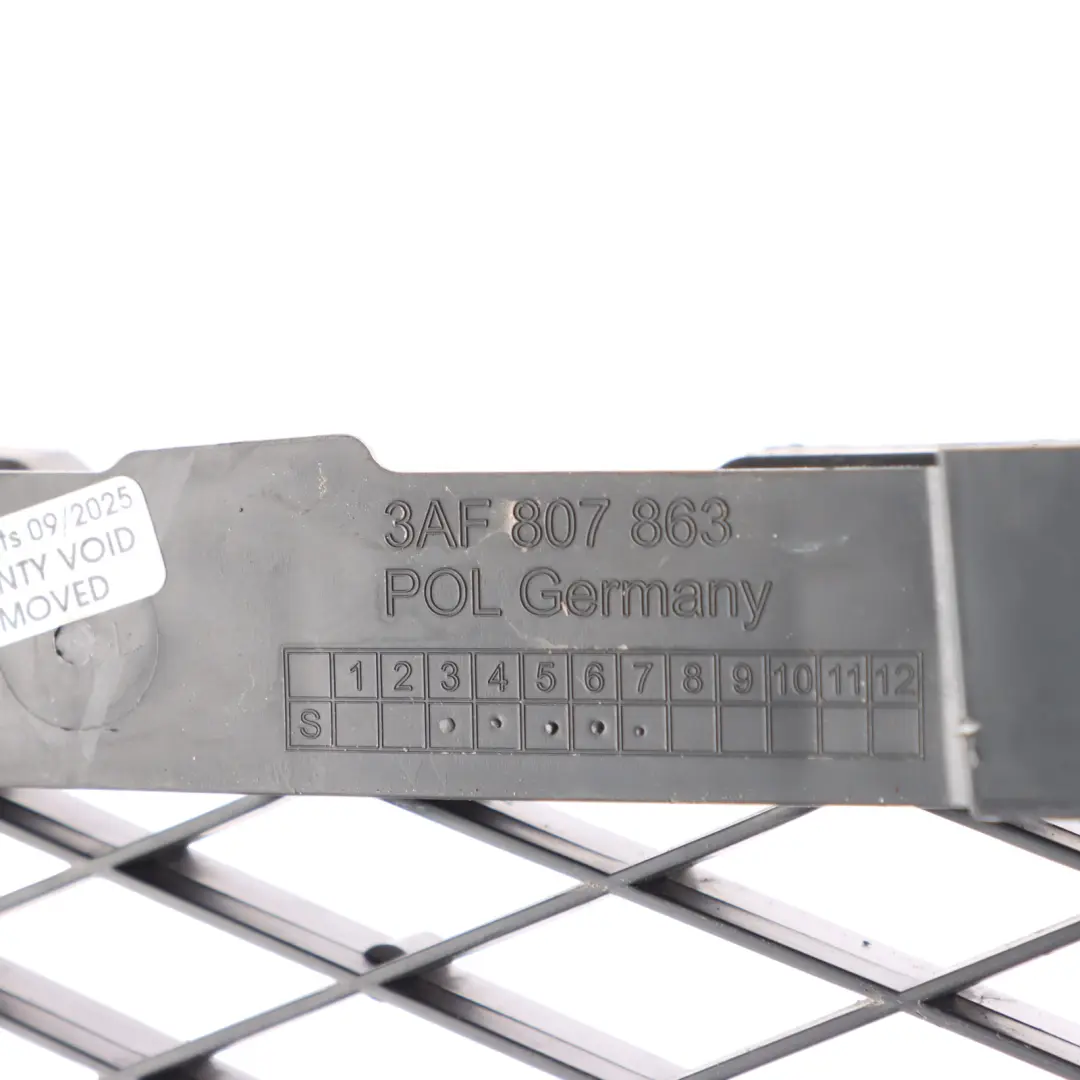 ts 09/2025
NTY VOID
MOVED
3AF 807 863
POL Germany
1 2 3 4 5 6 7 8 9 10 11 12
S